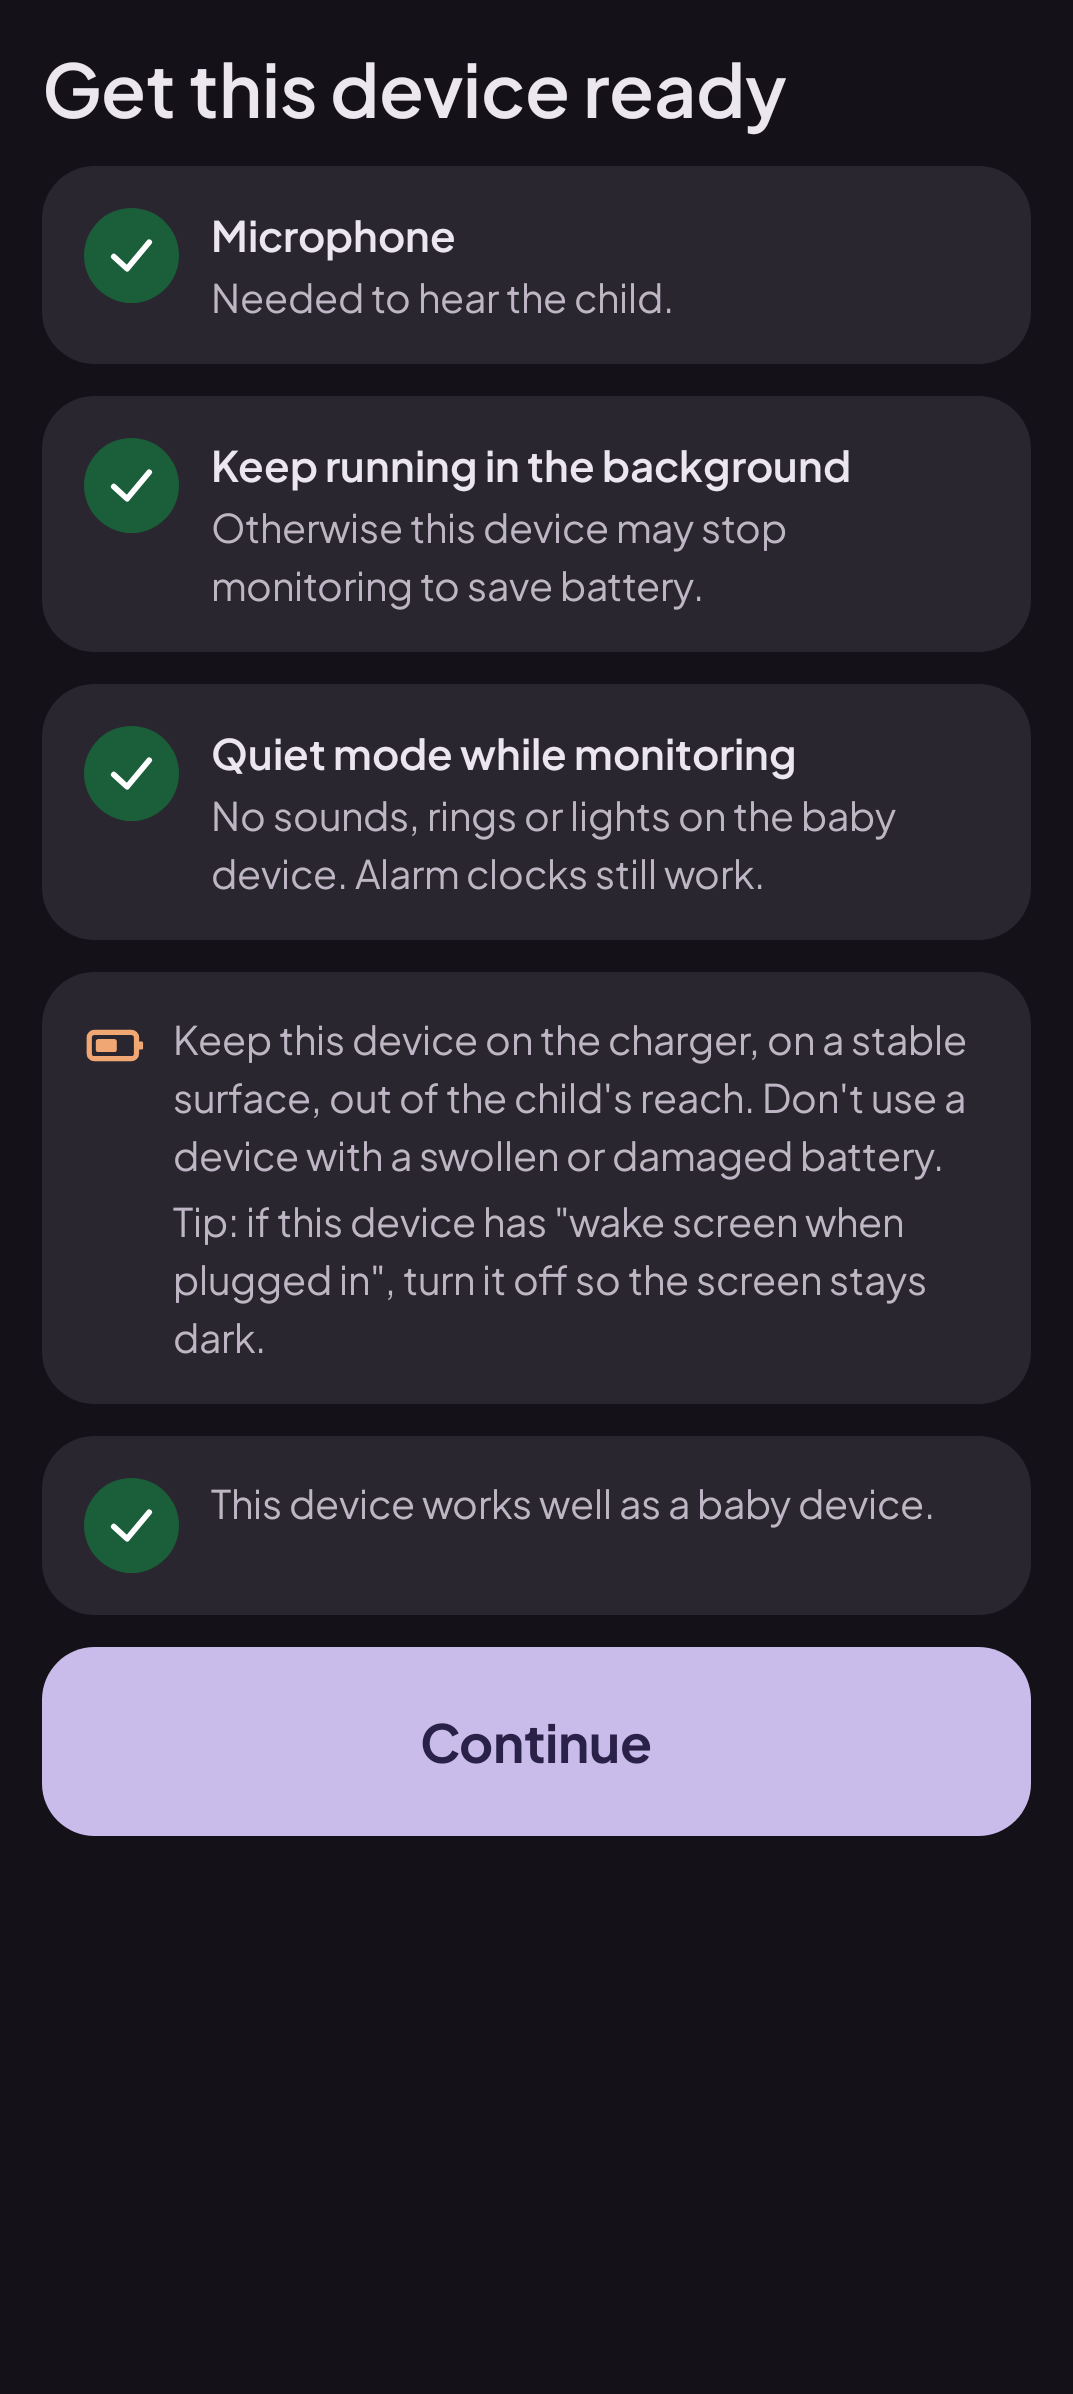 Get this device ready
Microphone
Needed to hear the child.
Keep running in the background
Otherwise this device may stop
monitoring to save battery.
Quiet mode while monitoring
No sounds, rings or lights on the baby
device. Alarm clocks still work.
Keep this device on the charger, on a stable
surface, out of the child's reach. Don't use a
device with a swollen or damaged battery.
Tip: if this device has "wake screen when
plugged in", turn it off so the screen stays
dark.
This device works well as a baby device.
Continue